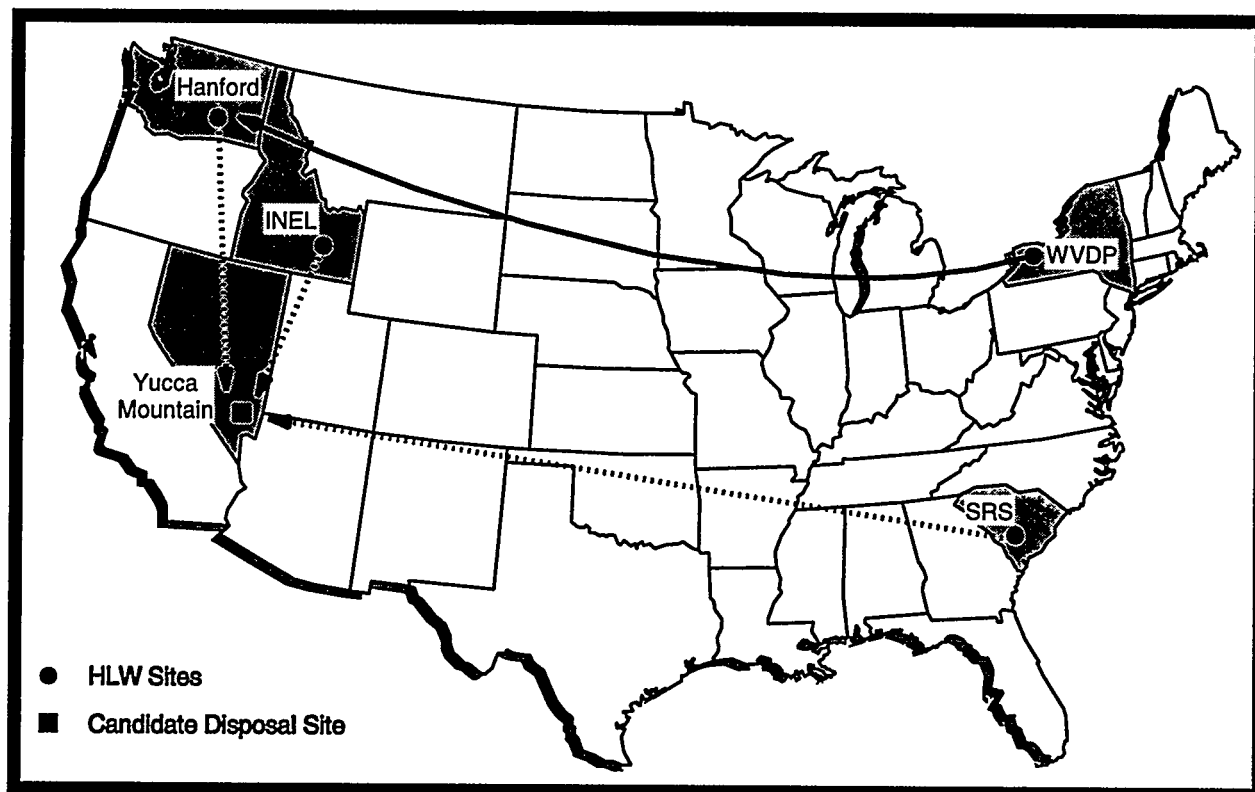 Hanford
INEL
WVDP
Yucca
Mountain
SRS
HLW Sites
Candidate Disposal Site